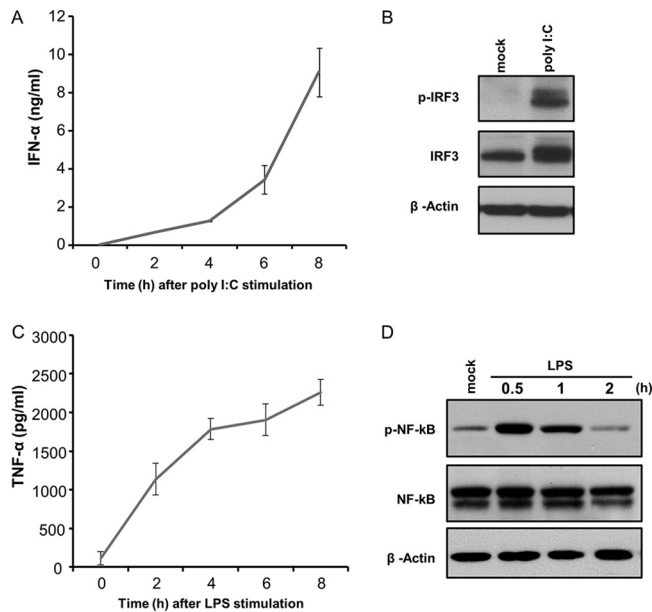 A
IFN-α (ng/ml)
12
10
8
6
4
2
0
0 2 4 6 8
Time (h) after poly I:C stimulation
B
mock poly I:C
p-IRF3
IRF3
β -Actin
C
TNF-α (pg/ml)
3000
2500
2000
1500
1000
500
0
0 2 4 6 8
Time (h) after LPS stimulation
D
mock LPS
0.5 1 2 (h)
p-NF-kB
NF-kB
β -Actin